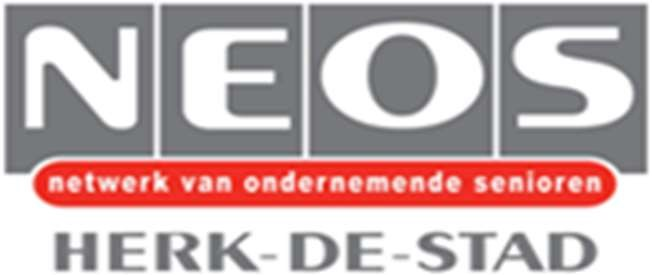 NEOS
netwerk van ondernemende senioren
HERK-DE-STAD